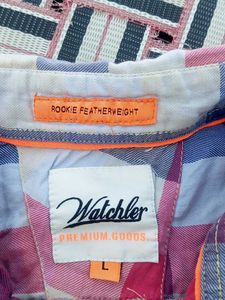 ROOKIE FEATHERWEIGHT
Watchler
PREMIUM.GOODS.
L